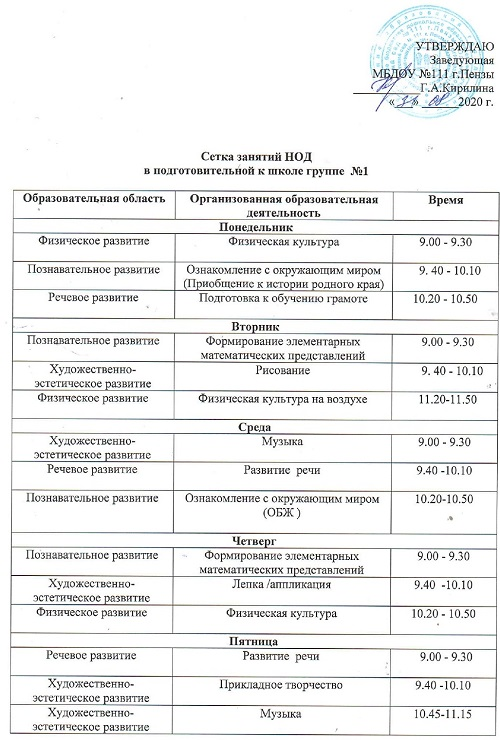 УТВЕРЖДАЮ
Заведующая
МБДОУ №111 г.Пензы
Г.А.Кирилина
« 31 » 08 2020 г.
Сетка занятий НОД
в подготовительной к школе группе №1
Образовательная область Организованная образовательная деятельность Время
Понедельник
Физическое развитие Физическая культура 9.00 - 9.30
Познавательное развитие Ознакомление с окружающим миром 9. 40 - 10.10
(Приобщение к истории родного края)
Речевое развитие Подготовка к обучению грамоте 10.20 - 10.50
Вторник
Познавательное развитие Формирование элементарных 9.00 - 9.30
математических представлений
Художественно- Рисование 9. 40 - 10.10
эстетическое развитие
Физическое развитие Физическая культура на воздухе 11.20-11.50
Среда
Художественно- Музыка 9.00 - 9.30
эстетическое развитие
Речевое развитие Развитие речи 9.40 -10.10
Познавательное развитие Ознакомление с окружающим миром 10.20-10.50
(ОБЖ )
Четверг
Познавательное развитие Формирование элементарных 9.00 - 9.30
математических представлений
Художественно- Лепка /аппликация 9.40 -10.10
эстетическое развитие
Физическое развитие Физическая культура 10.20 - 10.50
Пятница
Речевое развитие Развитие речи 9.00 - 9.30
Художественно- Прикладное творчество 9.40 -10.10
эстетическое развитие
Художественно- Музыка 10.45-11.15
эстетическое развитие